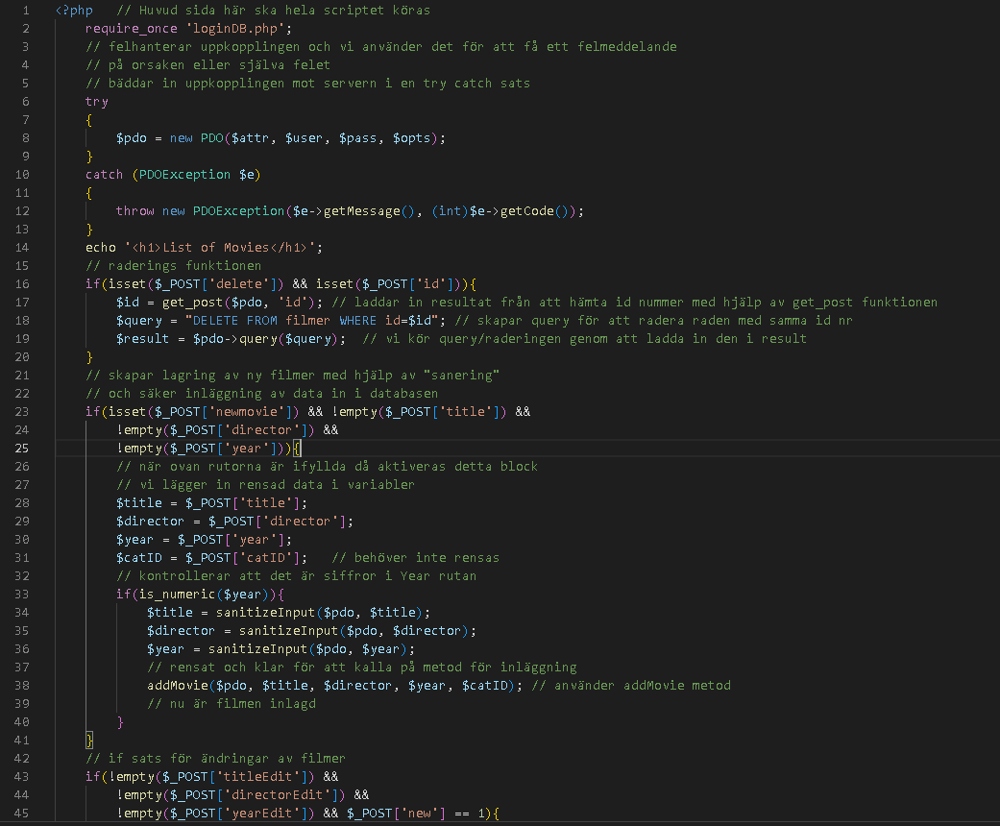 1 <?php // Huvud sida här ska hela scriptet köras
2 require_once 'loginDB.php';
3 // felhanterar uppkopplingen och vi använder det för att få ett felmeddelande
4 // på orsaken eller själva felet
5 // bäddar in uppkopplingen mot servern i en try catch sats
6 try
7 {
8 $pdo = new PDO($attr, $user, $pass, $opts);
9 }
10 catch (PDOException $e)
11 {
12 throw new PDOException($e->getMessage(), (int)$e->getCode());
13 }
14 echo '<h1>List of Movies</h1>';
15 // raderings funktionen
16 if(isset($_POST['delete']) && isset($_POST['id'])){
17 $id = get_post($pdo, 'id'); // laddar in resultat från att hämta id nummer med hjälp av get_post funktionen
18 $query = "DELETE FROM filmer WHERE id=$id"; // skapar query för att radera raden med samma id nr
19 $result = $pdo->query($query); // vi kör query/raderingen genom att ladda in den i result
20 }
21 // skapar lagring av ny filmer med hjälp av "sanering"
22 // och säker inläggning av data in i databasen
23 if(isset($_POST['newmovie']) && !empty($_POST['title']) &&
24 !empty($_POST['director']) &&
25 !empty($_POST['year'])){
26 // när ovan rutorna är ifyllda då aktiveras detta block
27 // vi lägger in rensad data i variabler
28 $title = $_POST['title'];
29 $director = $_POST['director'];
30 $year = $_POST['year'];
31 $catID = $_POST['catID']; // behöver inte rensas
32 // kontrollerar att det är siffror i Year rutan
33 if(is_numeric($year)){
34 $title = sanitizeInput($pdo, $title);
35 $director = sanitizeInput($pdo, $director);
36 $year = sanitizeInput($pdo, $year);
37 // rensat och klar för att kalla på metod för inläggning
38 addMovie($pdo, $title, $director, $year, $catID); // använder addMovie metod
39 // nu är filmen inlagd
40 }
41 }
42 // if sats för ändringar av filmer
43 if(!empty($_POST['titleEdit']) &&
44 !empty($_POST['directorEdit']) &&
45 !empty($_POST['yearEdit']) && $_POST['new'] == 1){